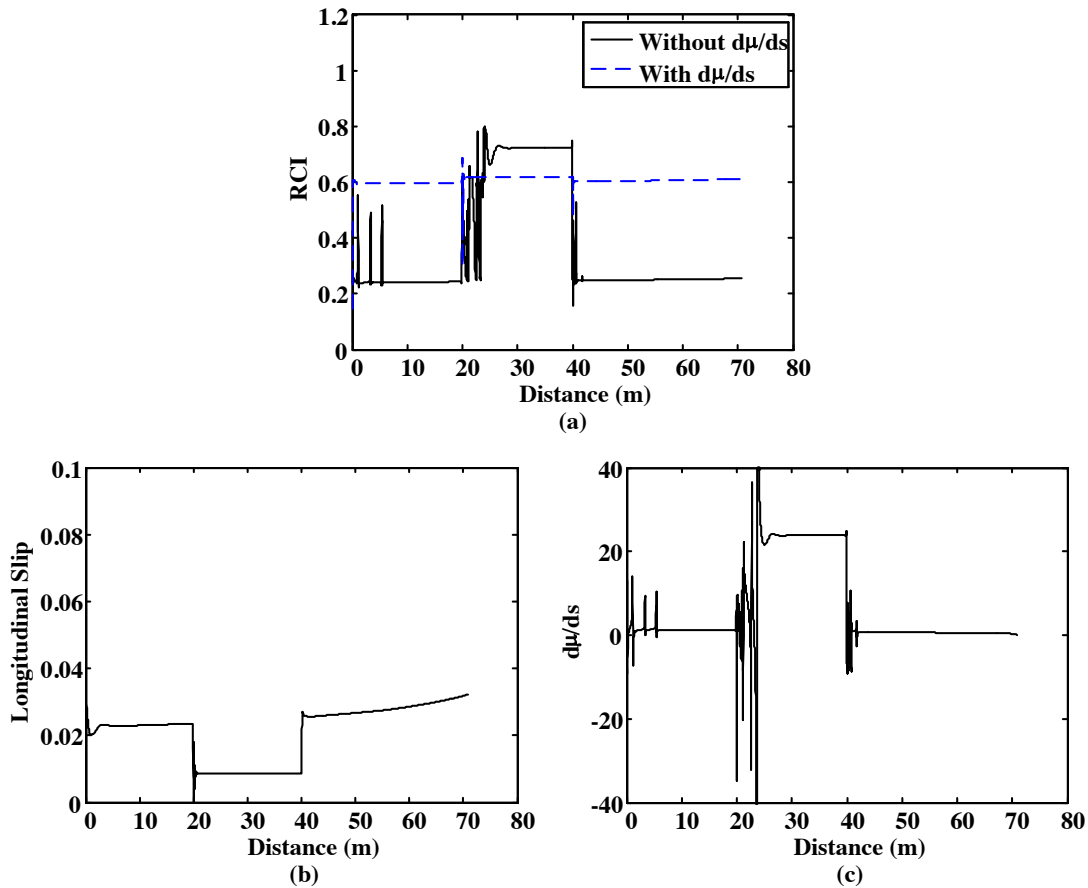 1.2
1
0.8
0.6
0.4
0.2
0
RCI
Without dµ/ds
With dµ/ds
0 10 20 30 40 50 60 70 80
Distance (m)
(a)
0.1
0.08
0.06
0.04
0.02
0
Longitudinal Slip
0 10 20 30 40 50 60 70 80
Distance (m)
(b)
40
20
0
-20
-40
dµ/ds
0 10 20 30 40 50 60 70 80
Distance (m)
(c)